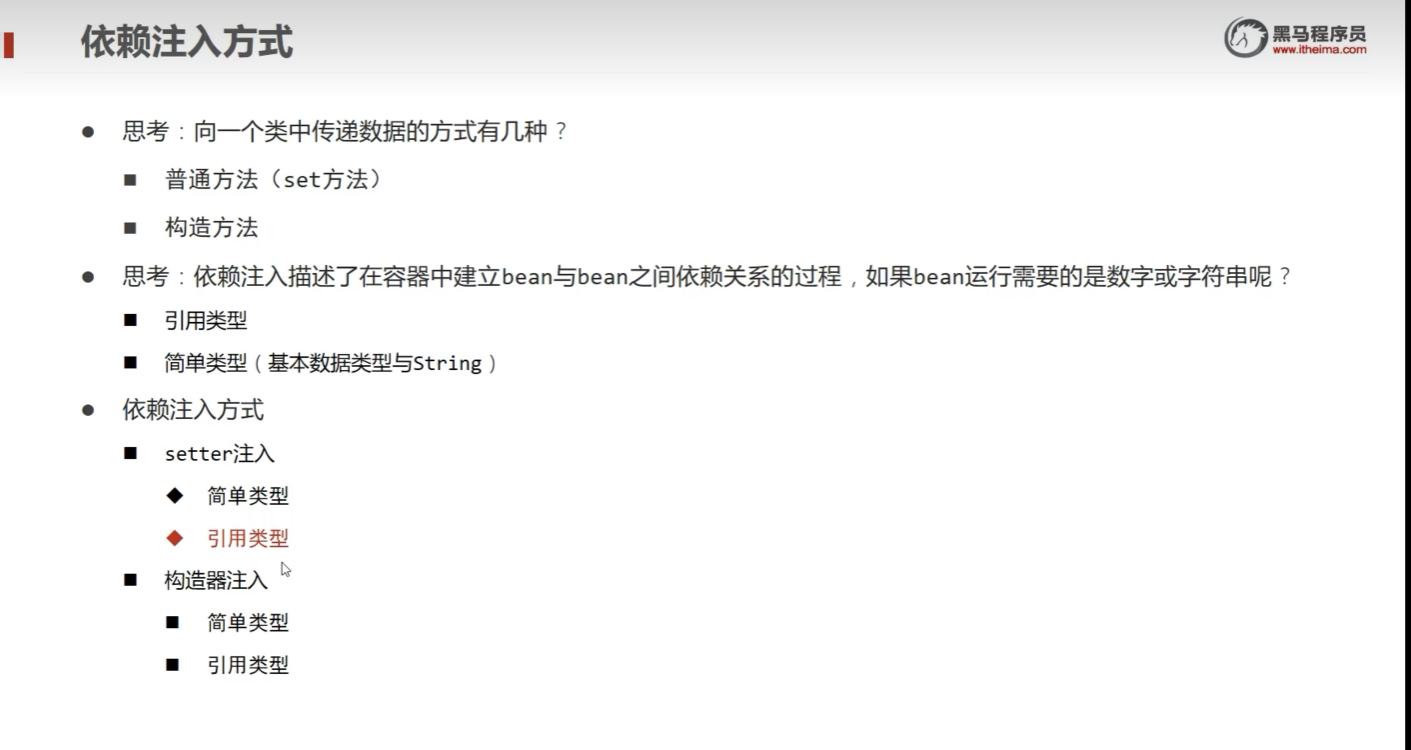 依赖注入方式
黑马程序员
www.itheima.com
思考：向一个类中传递数据的方式有几种？
普通方法（set方法）
构造方法
思考：依赖注入描述了在容器中建立bean与bean之间依赖关系的过程，如果bean运行需要的是数字或字符串呢？
引用类型
简单类型（基本数据类型与String）
依赖注入方式
setter注入
简单类型
引用类型
构造器注入
简单类型
引用类型